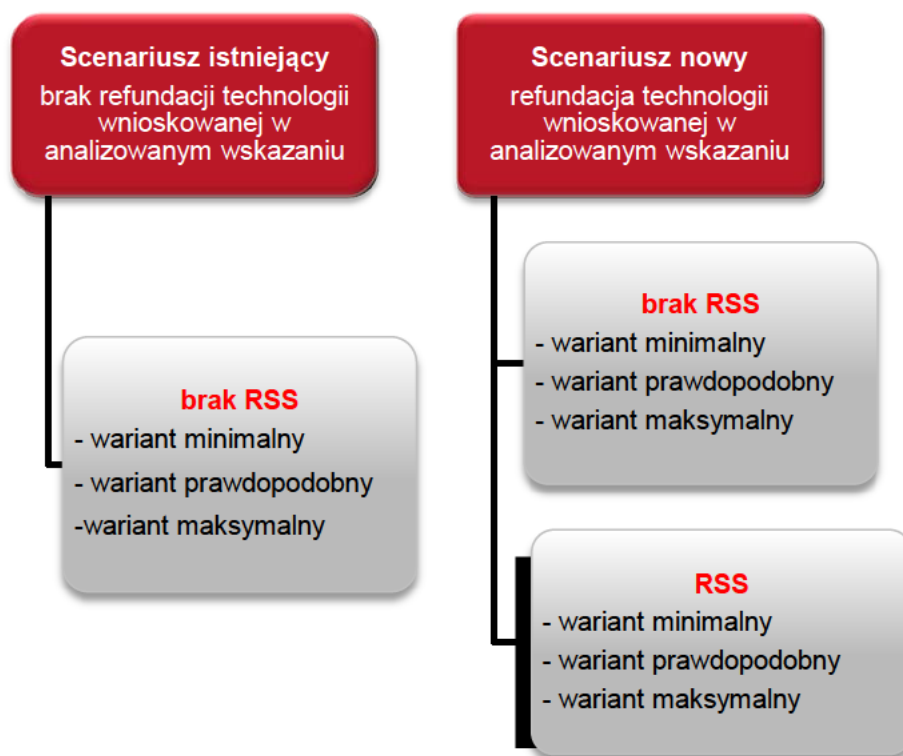 Scenariusz istniejący
brak refundacji technologii
wnioskowanej w
analizowanym wskazaniu
brak RSS
- wariant minimalny
- wariant prawdopodobny
-wariant maksymalny
Scenariusz nowy
refundacja technologii
wnioskowanej w
analizowanym wskazaniu
brak RSS
- wariant minimalny
- wariant prawdopodobny
- wariant maksymalny
RSS
- wariant minimalny
- wariant prawdopodobny
- wariant maksymalny